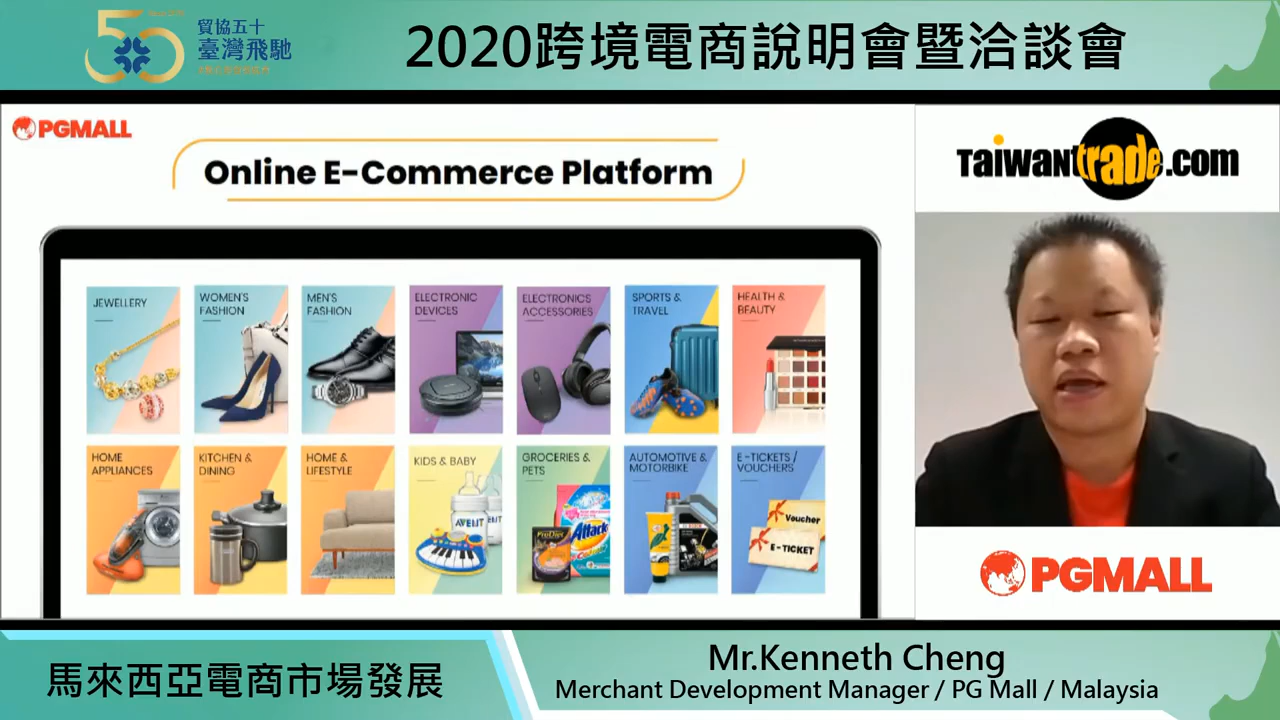 50
貿協五十
臺灣飛馳
2020跨境電商說明會暨洽談會
PGMALL
Online E-Commerce Platform
JEWELLERY
WOMEN'S
FASHION
MEN'S
FASHION
ELECTRONIC
DEVICES
ELECTRONICS
ACCESSORIES
SPORTS &
TRAVEL
HEALTH &
BEAUTY
HOME
APPLIANCES
KITCHEN &
DINING
HOME &
LIFESTYLE
KIDS & BABY
AVENT
GROCERIES &
PETS
ProDiet
Attack
AUTOMOTIVE &
MOTORBIKE
E-TICKETS /
VOUCHERS
Voucher
E-TICKET
Taiwantrade.com
PGMALL
馬來西亞電商市場發展
Mr.Kenneth Cheng
Merchant Development Manager / PG Mall / Malaysia